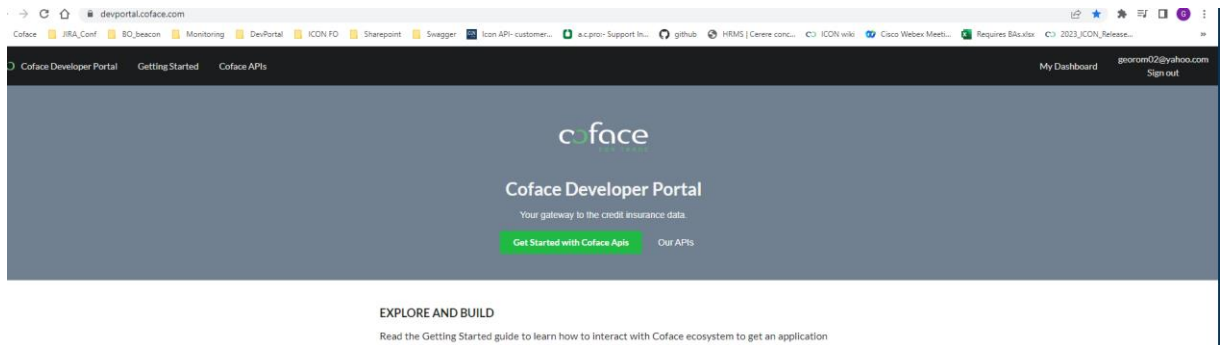 devportal.coface.com
Coface JIRA_Conf BO_beacon Monitoring DevPortal ICON FO Sharepoint Swagger Icon API- customer... a.c.pro:- Support In... github HRMS | Cerere conc... ICON wiki Cisco Webex Meeti... Requires BAs.xlsx 2023_ICON_Release... »
Coface Developer Portal Getting Started Coface APIs My Dashboard georom02@yahoo.com
Sign out
coface
FOR TRADE
Coface Developer Portal
Your gateway to the credit insurance data.
Get Started with Coface Apis Our APIs
EXPLORE AND BUILD
Read the Getting Started guide to learn how to interact with Coface ecosystem to get an application